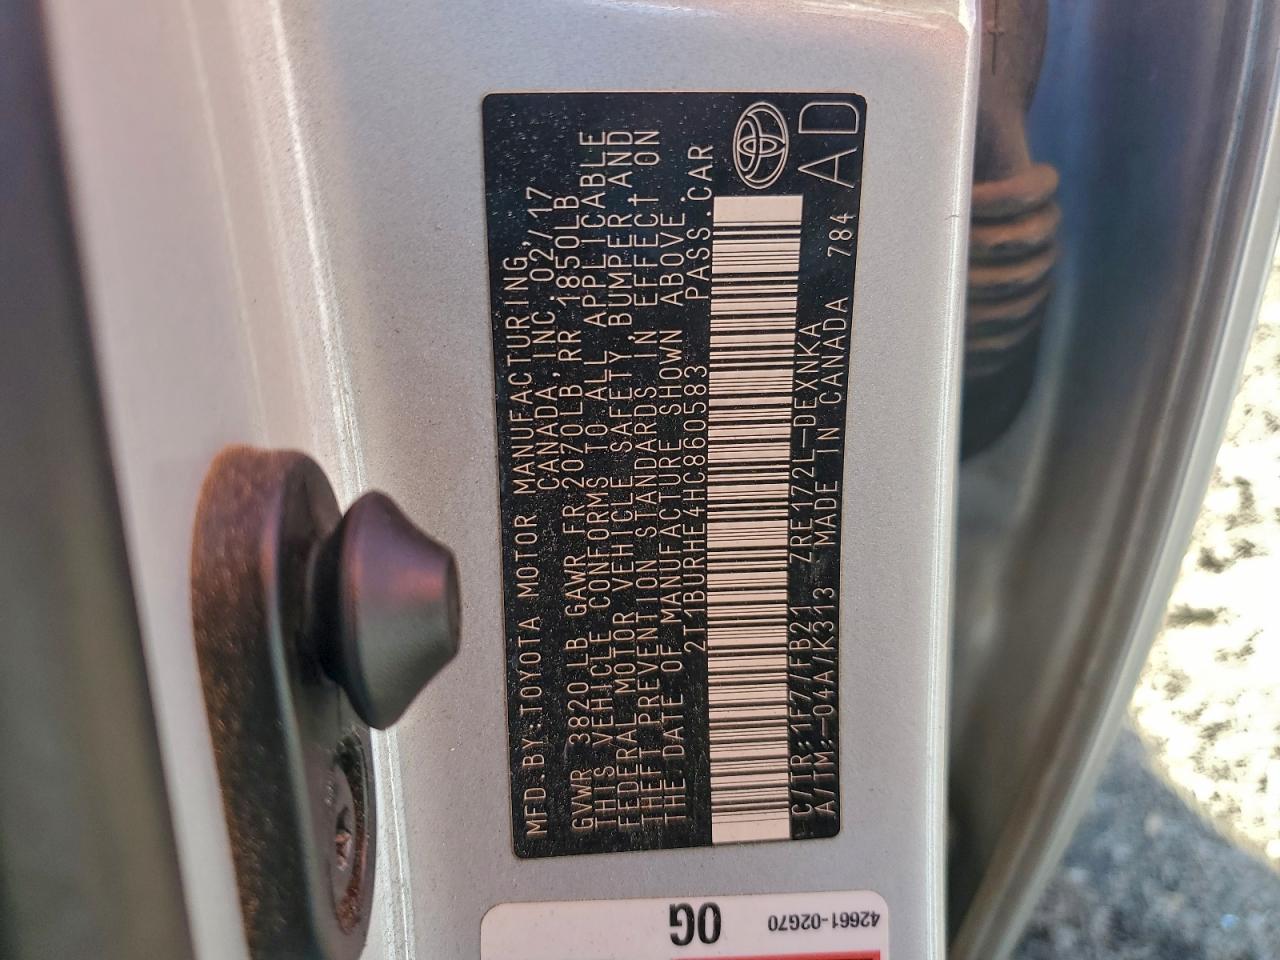 MFD.BY:TOYOTA MOTOR MANUFACTURING,
CANADA,INC. 02/17
GVWR 3820LB GAWR FR 2070LB RR 1850LB
THIS VEHICLE CONFORMS TO ALL APPLICABLE
FEDERAL MOTOR VEHICLE SAFETY, BUMPER AND
THEFT PREVENTION STANDARDS IN EFFECT ON
THE DATE OF MANUFACTURE SHOWN ABOVE.
2T1BURHE4HC860583 PASS.CAR
C/TR:1F7/FB21 ZRE172L-DEXNKA
A/TM:-04A/K313 MADE IN CANADA 784
AD
0G
42661-02G70